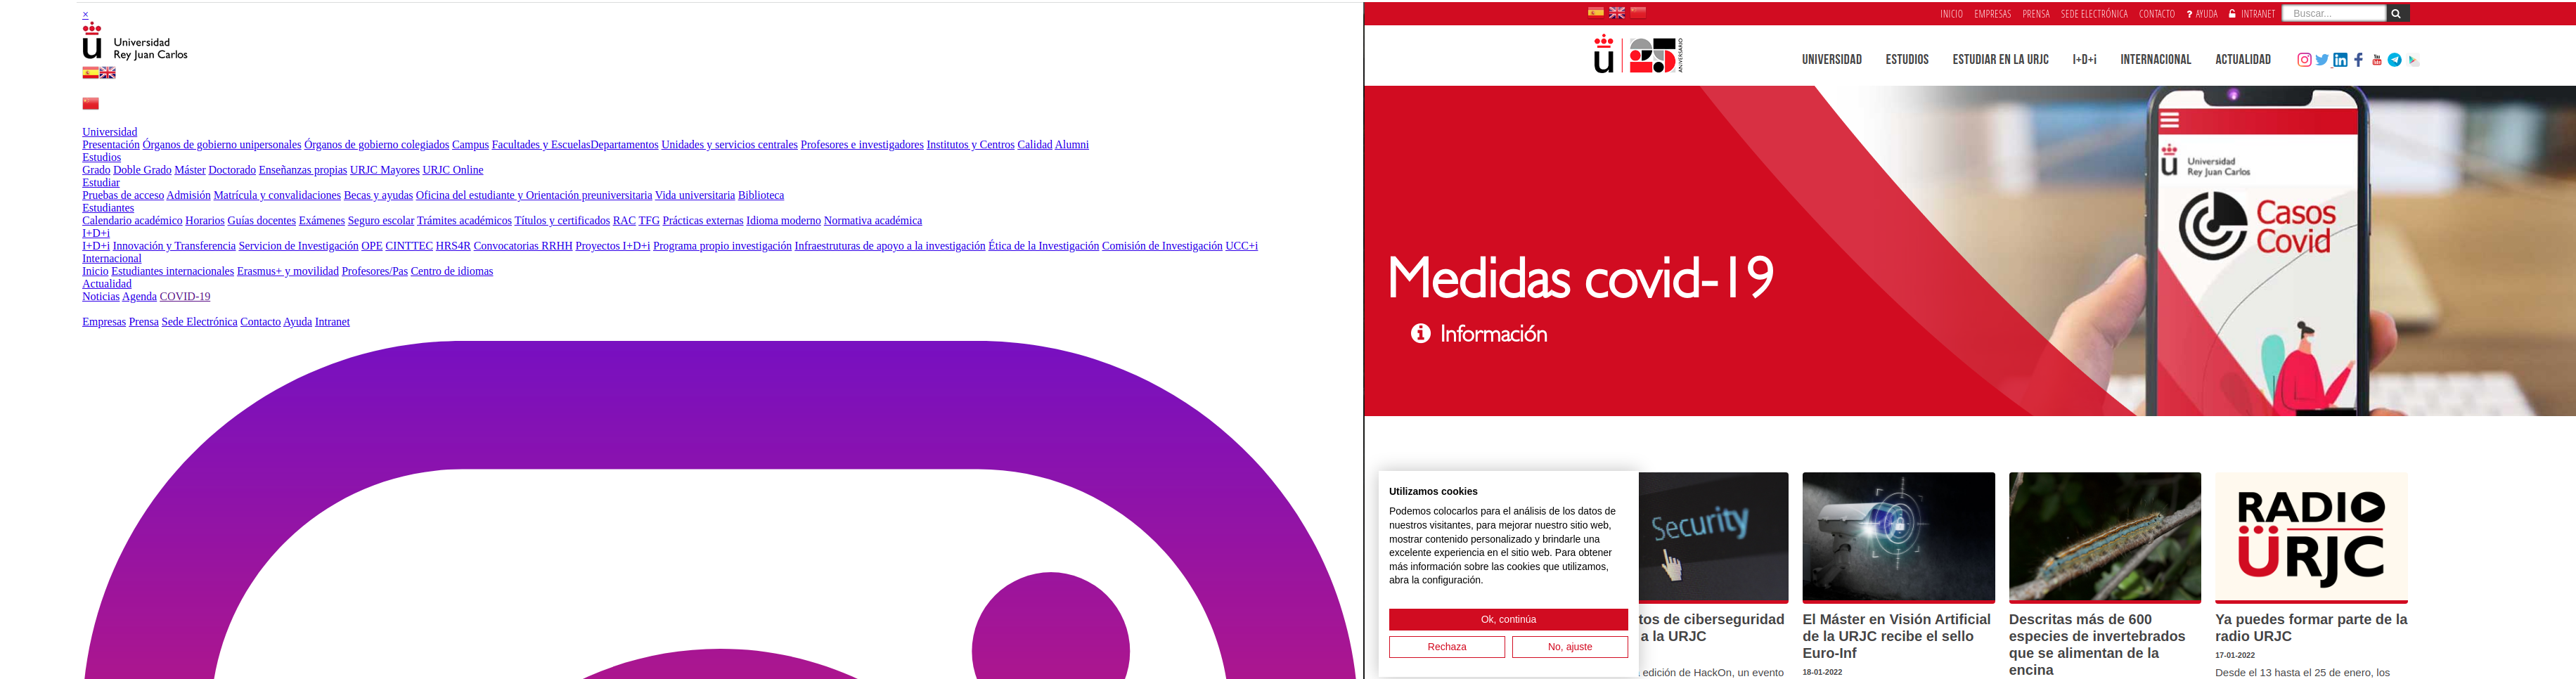 ×
ü Universidad
Rey Juan Carlos
Universidad
Presentación Órganos de gobierno unipersonales Órganos de gobierno colegiados Campus Facultades y EscuelasDepartamentos Unidades y servicios centrales Profesores e investigadores Institutos y Centros Calidad Alumni
Estudios
Grado Doble Grado Máster Doctorado Enseñanzas propias URJC Mayores URJC Online
Estudiar
Pruebas de acceso Admisión Matrícula y convalidaciones Becas y ayudas Oficina del estudiante y Orientación preuniversitaria Vida universitaria Biblioteca
Estudiantes
Calendario académico Horarios Guías docentes Exámenes Seguro escolar Trámites académicos Títulos y certificados RAC TFG Prácticas externas Idioma moderno Normativa académica
I+D+i
I+D+i Innovación y Transferencia Servicion de Investigación OPE CINTTEC HRS4R Convocatorias RRHH Proyectos I+D+i Programa propio investigación Infraestruturas de apoyo a la investigación Ética de la Investigación Comisión de Investigación UCC+i
Internacional
Inicio Estudiantes internacionales Erasmus+ y movilidad Profesores/Pas Centro de idiomas
Actualidad
Noticias Agenda COVID-19
Empresas Prensa Sede Electrónica Contacto Ayuda Intranet
INICIO EMPRESAS PRENSA SEDE ELECTRÓNICA CONTACTO ? AYUDA INTRANET Buscar...
ü 25 ANIVERSARIO
UNIVERSIDAD ESTUDIOS ESTUDIAR EN LA URJC I+D+i INTERNACIONAL ACTUALIDAD
ü Universidad
Rey Juan Carlos
Casos
Covid
Medidas covid-19
Información
Utilizamos cookies
Podemos colocarlos para el análisis de los datos de
nuestros visitantes, para mejorar nuestro sitio web,
mostrar contenido personalizado y brindarle una
excelente experiencia en el sitio web. Para obtener
más información sobre las cookies que utilizamos,
abra la configuración.
Ok, continúa
Rechaza No, ajuste
Security
tos de ciberseguridad
a la URJC
edición de HackOn, un evento
El Máster en Visión Artificial
de la URJC recibe el sello
Euro-Inf
18-01-2022
Descritas más de 600
especies de invertebrados
que se alimentan de la
encina
RADIO
ÜRJC
Ya puedes formar parte de la
radio URJC
17-01-2022
Desde el 13 hasta el 25 de enero, los